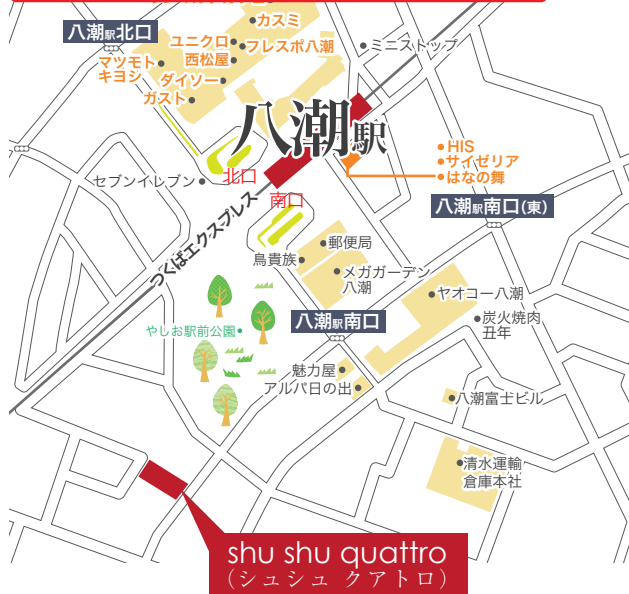 カスミ
八潮駅北口
ユニクロ
フレスポ八潮
ミニストップ
西松屋
マツモト
キヨシ
ダイソー
ガスト
八潮駅
北口
HIS
サイゼリア
はなの舞
セブンイレブン
南口
八潮駅南口(東)
つくばエクスプレス
郵便局
鳥貴族
メガガーデン
八潮
ヤオコー八潮
八潮駅南口
炭火焼肉
丑年
やしお駅前公園
魅力屋
アルパ日の出
八潮富士ビル
清水運輸
倉庫本社
shu shu quattro
(シュシュ クアトロ)